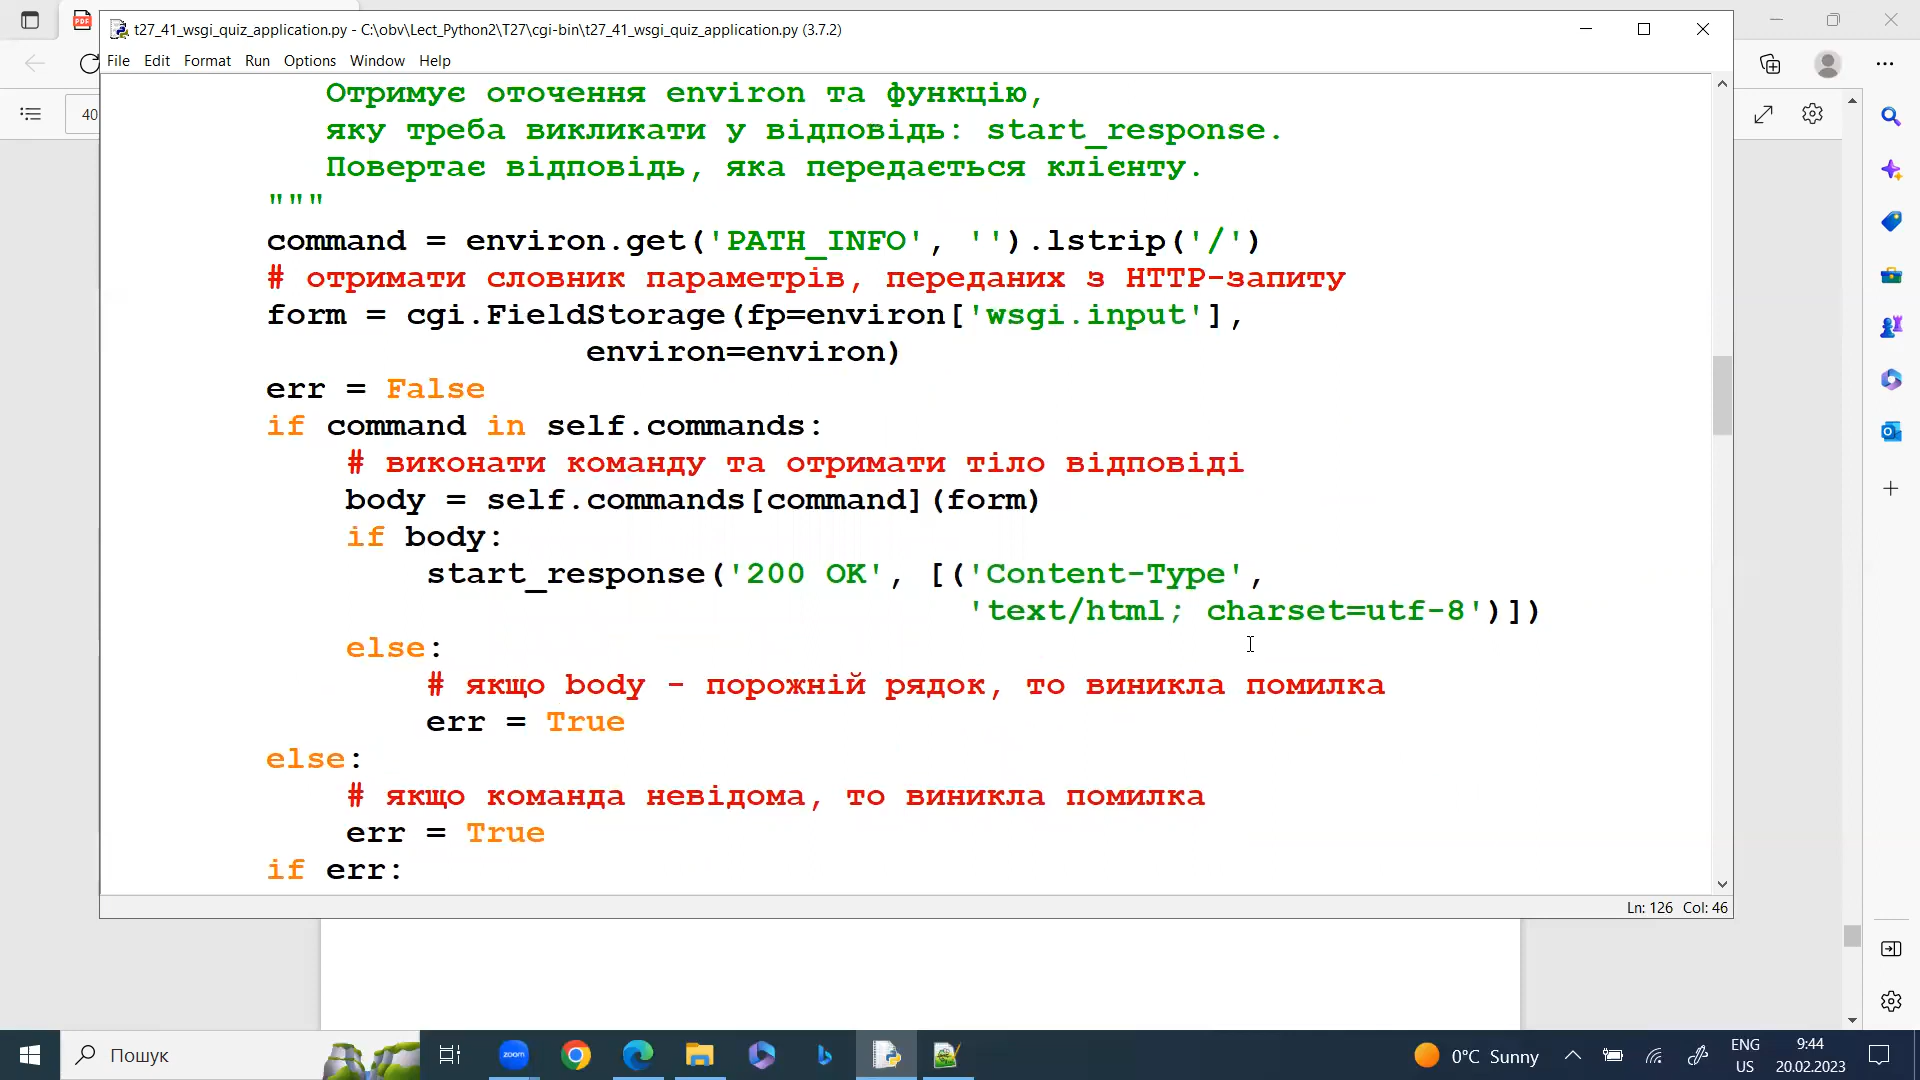 t27_41_wsgi_quiz_application.py - C:\obv\Lect_Python2\T27\cgi-bin\t27_41_wsgi_quiz_application.py (3.7.2)
File Edit Format Run Options Window Help
40
Отримує оточення environ та функцію,
яку треба викликати у відповідь: start_response.
Повертає відповідь, яка передається клієнту.
"""
command = environ.get('PATH_INFO', '').lstrip('/')
# отримати словник параметрів, переданих з HTTP-запиту
form = cgi.FieldStorage(fp=environ['wsgi.input'],
environ=environ)
err = False
if command in self.commands:
# виконати команду та отримати тіло відповіді
body = self.commands[command](form)
if body:
start_response('200 OK', [('Content-Type',
'text/html; charset=utf-8')])
else:
# якщо body - порожній рядок, то виникла помилка
err = True
else:
# якщо команда невідома, то виникла помилка
err = True
if err:
Ln: 126 Col: 46
Пошук
zoom
0°C Sunny
ENG
US
9:44
20.02.2023